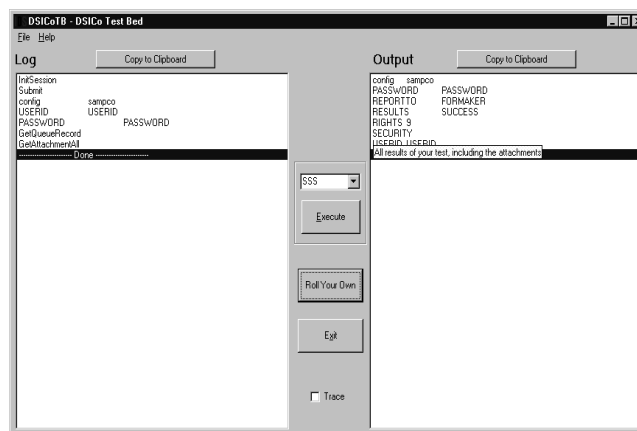 DSICoTB - DSICo Test Bed
File Help
Log
Copy to Clipboard
InitSession
Submit
config sampco
USERID USERID
PASSWORD PASSWORD
GetQueueRecord
GetAttachmentAll
----------------------- Done -----------------------
SSS
Execute
Roll Your Own
Exit
Trace
Output
Copy to Clipboard
config sampco
PASSWORD PASSWORD
REPORTTO FORMAKER
RESULTS SUCCESS
RIGHTS 9
SECURITY
USERID USERID
All results of your test, including the attachments